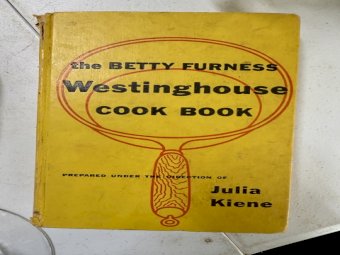 the BETTY FURNESS
Westinghouse
COOK BOOK
PREPARED UNDER THE DIRECTION OF
Julia
Kiene